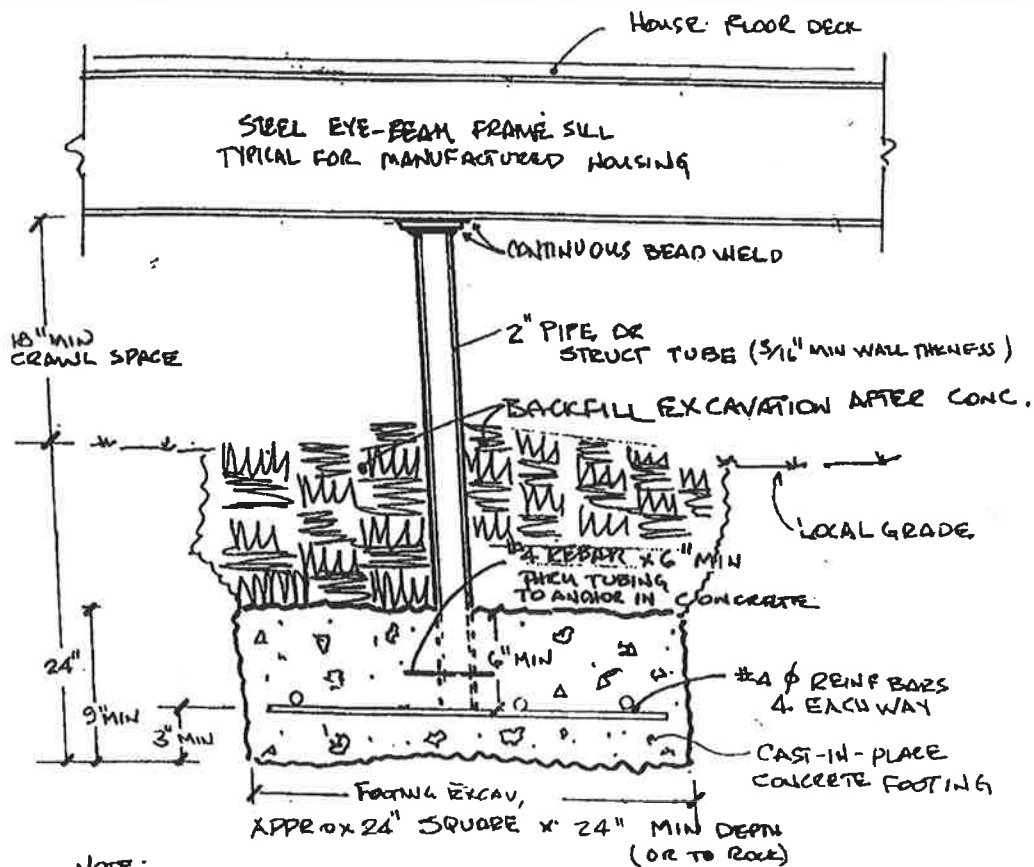 HOUSE FLOOR DECK
STEEL EYE-BEAM FRAME SILL
TYPICAL FOR MANUFACTURED HOUSING
CONTINUOUS BEAD WELD
18" MIN
CRAWL SPACE
2" PIPE OR
STRUCT TUBE (3/16" MIN WALL THKNESS)
BACKFILL EXCAVATION AFTER CONC.
LOCAL GRADE
#4 REBAR x 6" MIN
THRU TUBING
TO ANCHOR IN CONCRETE
6" MIN
24"
9" MIN
3" MIN
#4 φ REINF BARS
4 EACH WAY
CAST-IN-PLACE
CONCRETE FOOTING
FOOTING EXCAV,
APPROX 24" SQUARE x 24" MIN DEPTH
(OR TO ROCK)
NOTE: